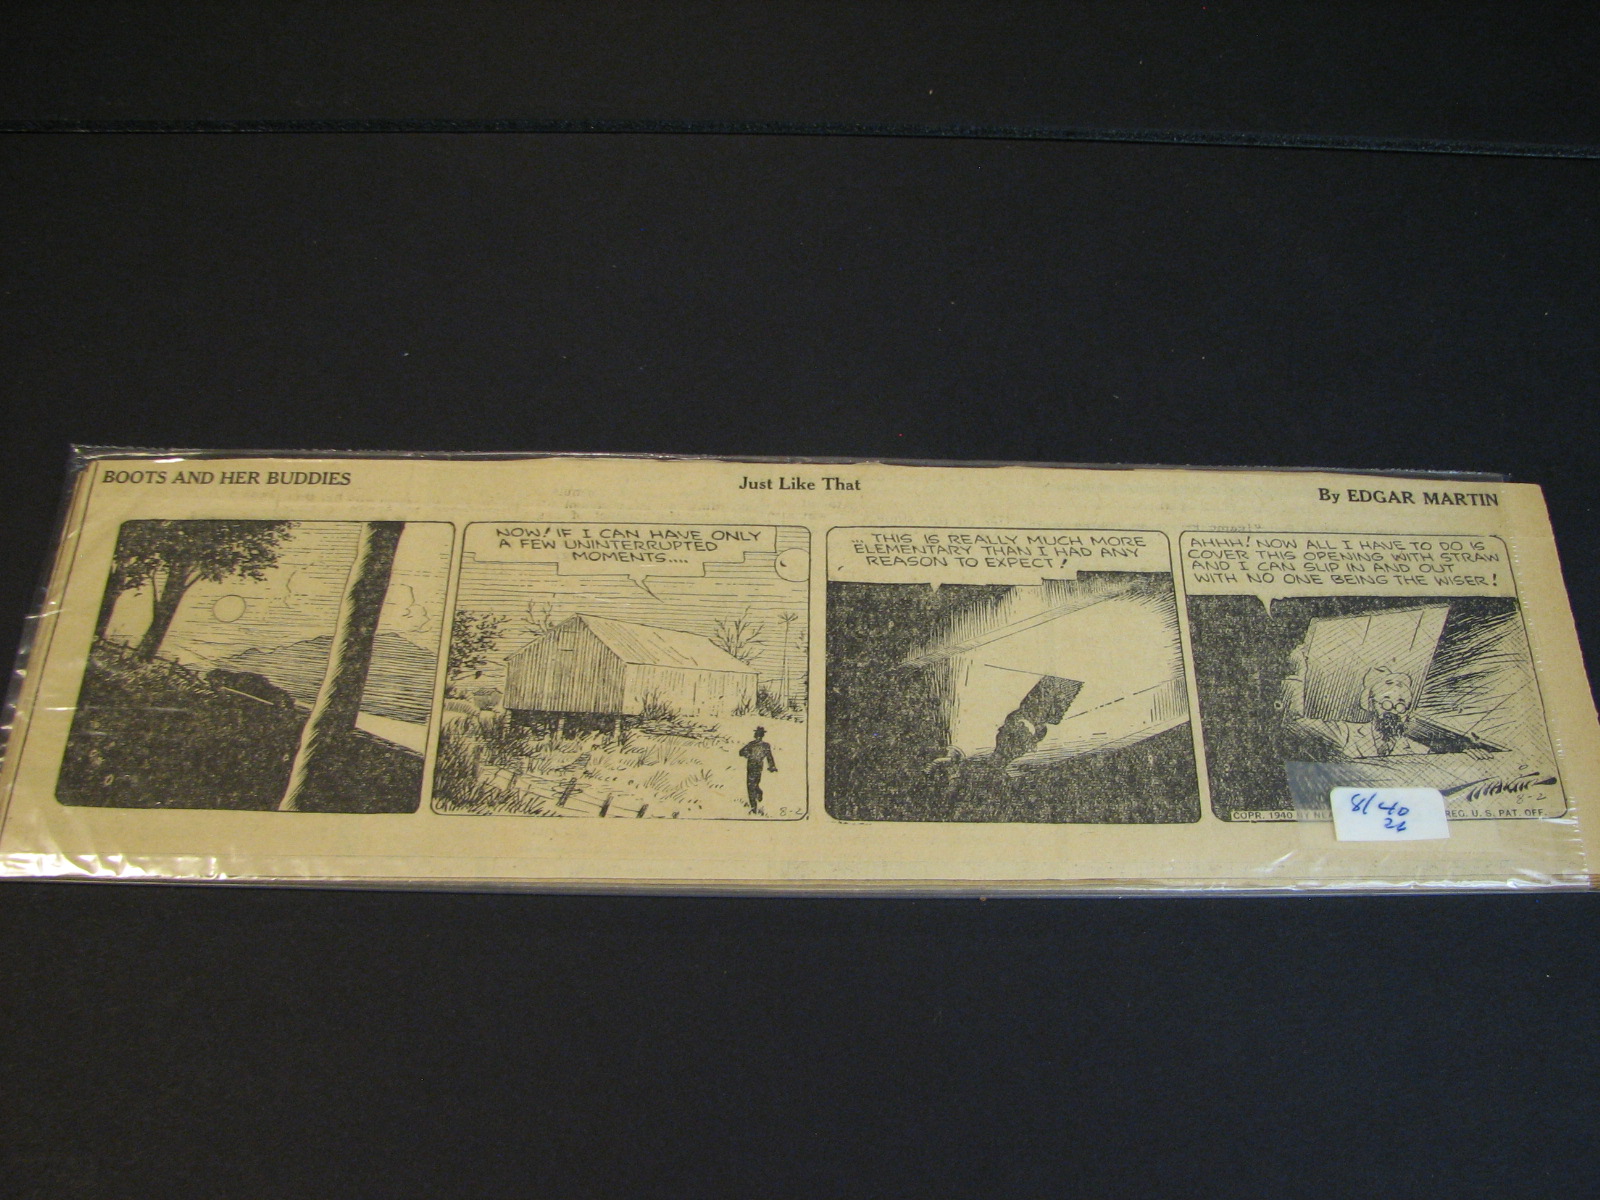 BOOTS AND HER BUDDIES
Just Like That
By EDGAR MARTIN
NOW! IF I CAN HAVE ONLY
A FEW UNINTERRUPTED
MOMENTS....
8-2
... THIS IS REALLY MUCH MORE
ELEMENTARY THAN I HAD ANY
REASON TO EXPECT!
AHHH! NOW ALL I HAVE TO DO IS
COVER THIS OPENING WITH STRAW
AND I CAN SLIP IN AND OUT
WITH NO ONE BEING THE WISER!
MARTIN
8-2
COPR. 1940 BY NEA REG. U. S. PAT. OFF.
8/40